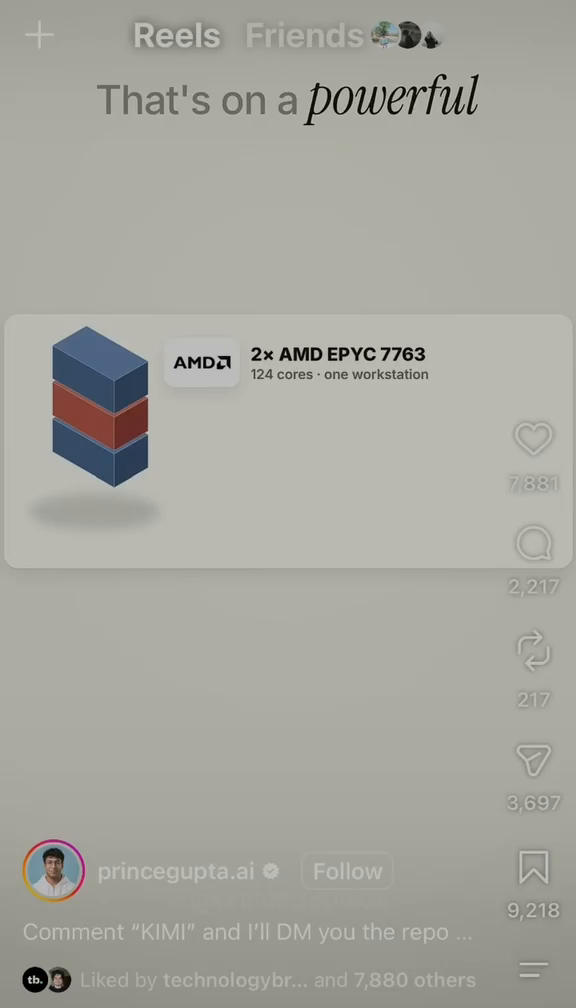 Reels Friends
That's on a powerful
AMD
2× AMD EPYC 7763
124 cores · one workstation
7,881
2,217
217
3,697
princegupta.ai
Follow
9,218
Comment “KIMI” and I'll DM you the repo ...
tb.
Liked by technologybr... and 7,880 others